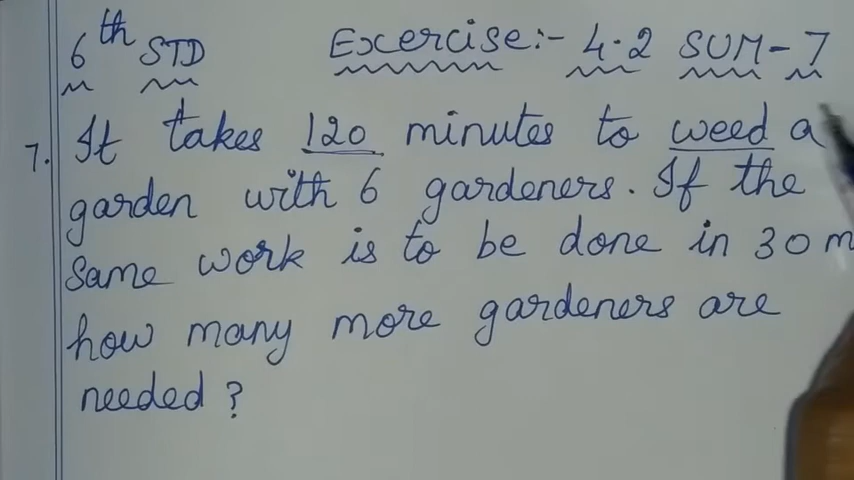 6th STD Exercise:- 4.2 SUM-7
7. It takes 120 minutes to weed a
garden with 6 gardeners. If the
same work is to be done in 30 m
how many more gardeners are
needed?